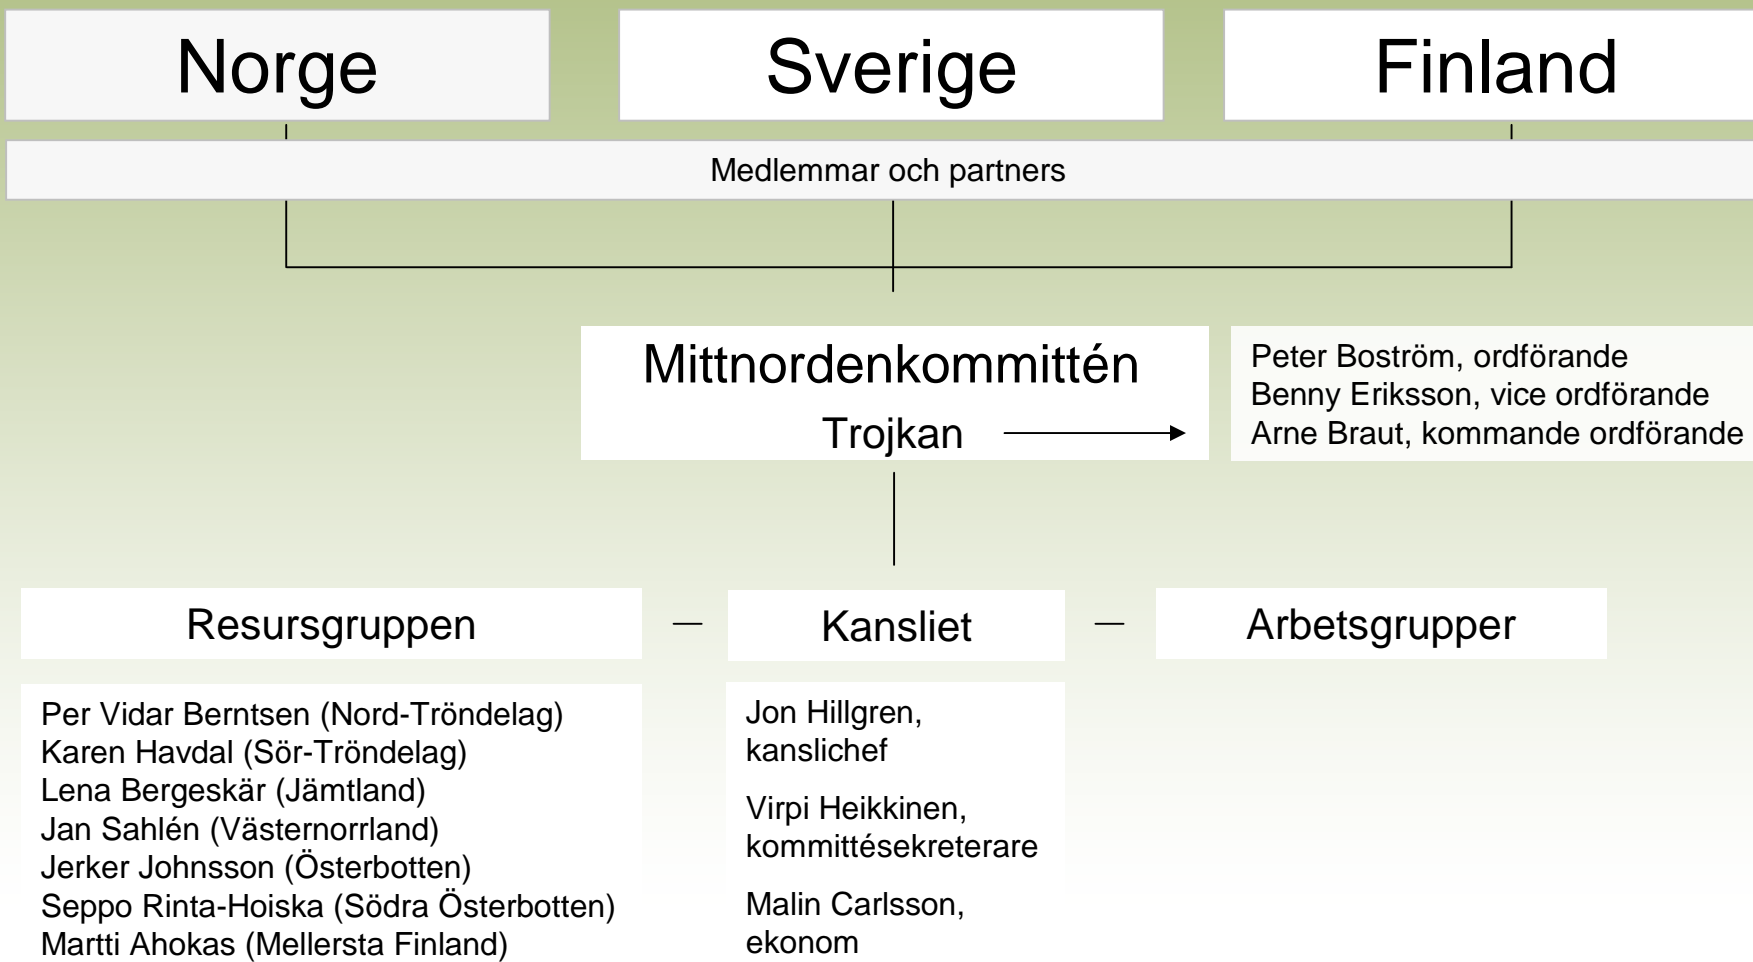 Norge
Sverige
Finland
Medlemmar och partners
Mittnordenkommittén
Trojkan
Peter Boström, ordförande
Benny Eriksson, vice ordförande
Arne Braut, kommande ordförande
Resursgruppen
Kansliet
Arbetsgrupper
Per Vidar Berntsen (Nord-Tröndelag)
Karen Havdal (Sör-Tröndelag)
Lena Bergeskär (Jämtland)
Jan Sahlén (Västernorrland)
Jerker Johnsson (Österbotten)
Seppo Rinta-Hoiska (Södra Österbotten)
Martti Ahokas (Mellersta Finland)
Jon Hillgren,
kanslichef
Virpi Heikkinen,
kommittésekreterare
Malin Carlsson,
ekonom